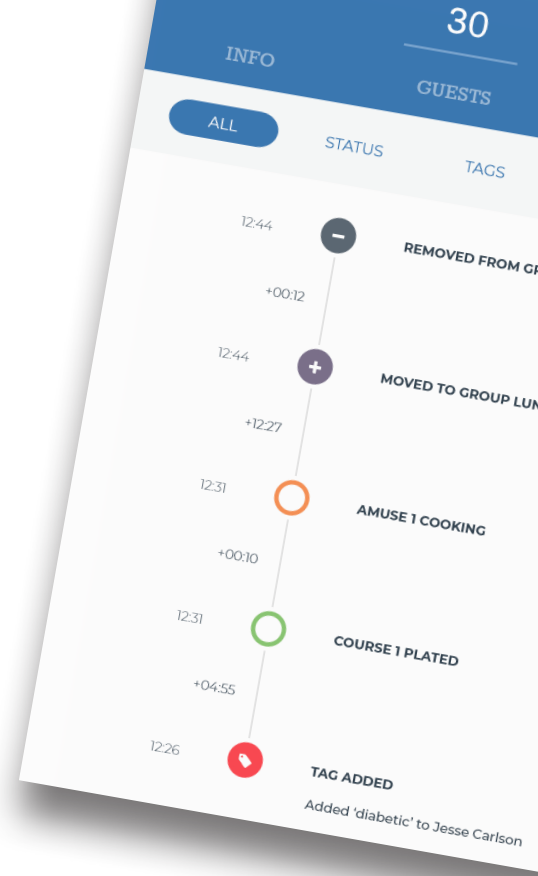 30
INFO
GUESTS
ALL
STATUS
TAGS
12:44
REMOVED FROM
+00:12
12:44
MOVED TO GROUP
+12:27
12:31
AMUSE 1 COOKING
+00:10
12:31
COURSE 1 PLATED
+04:55
12:26
TAG ADDED
Added ‘diabetic’ to Jesse Carlson